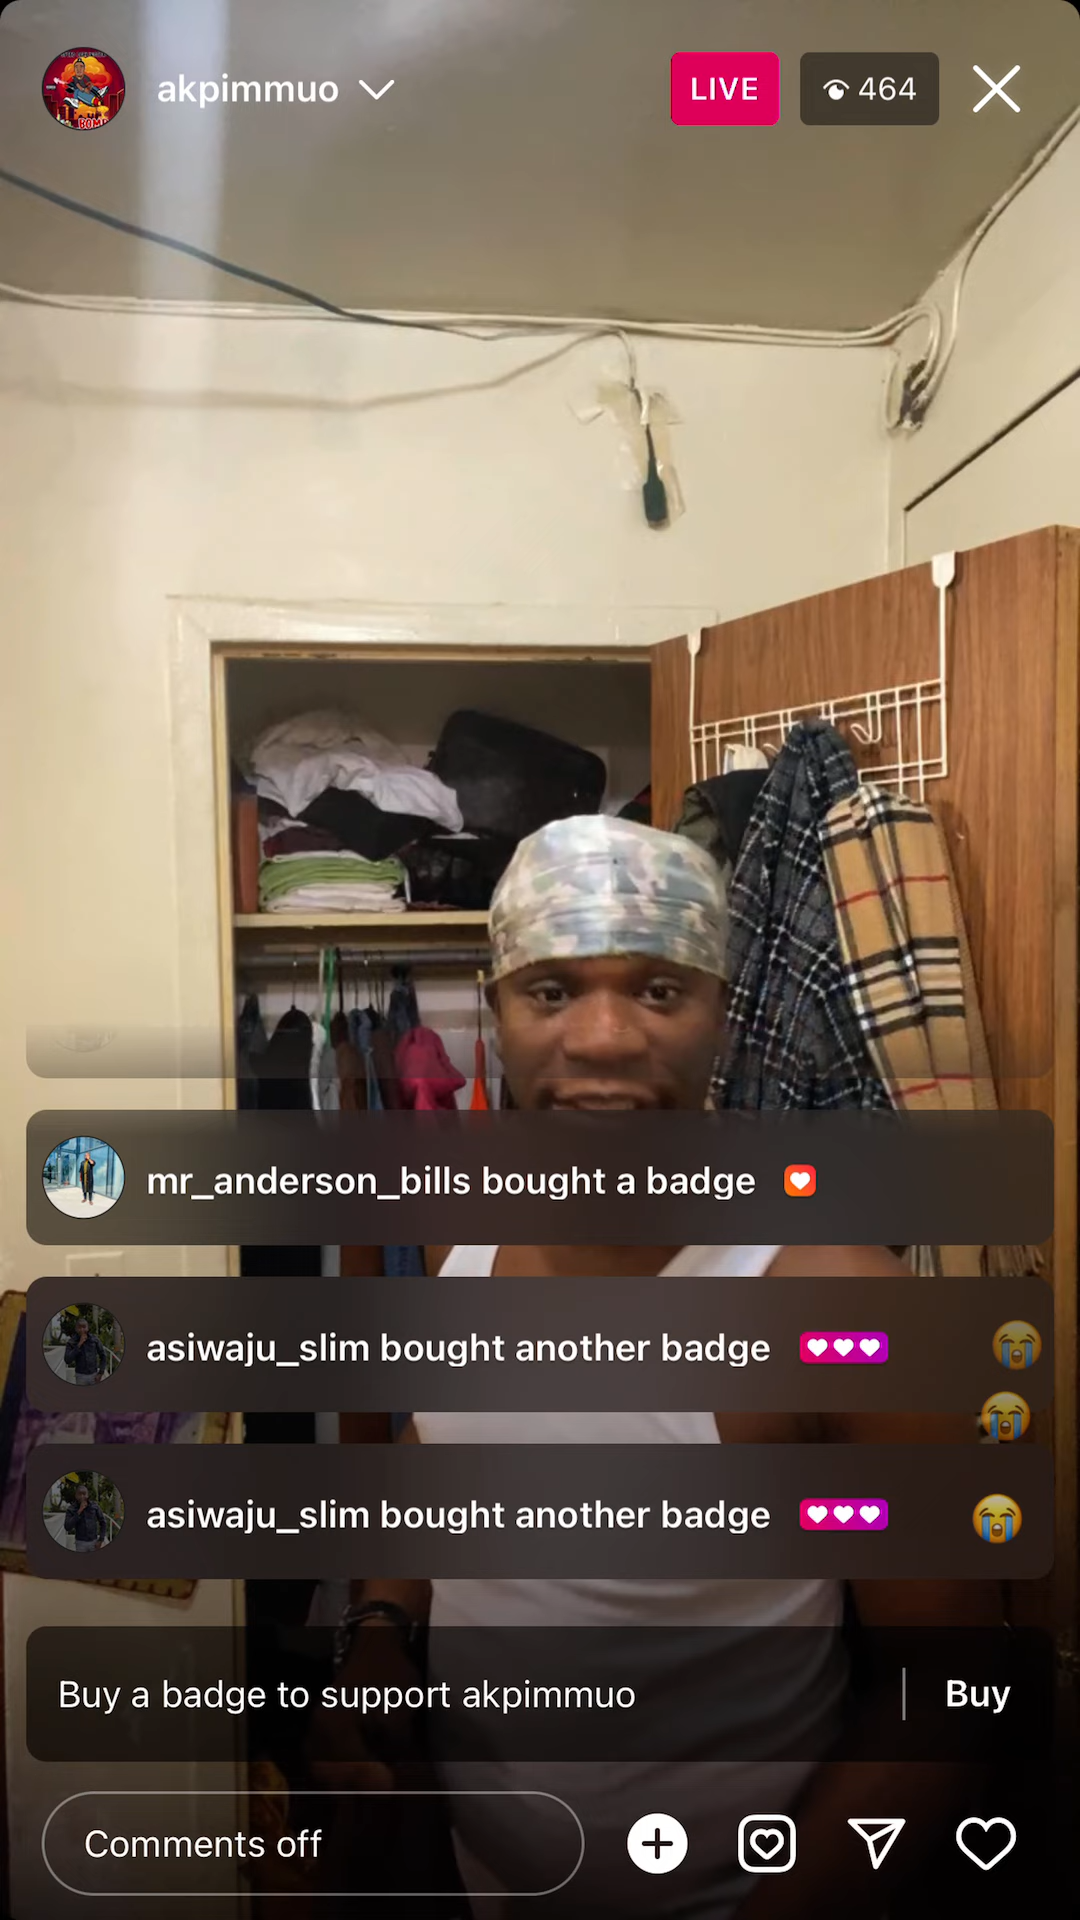 akpimmuo
LIVE
464
BOMB
mr_anderson_bills bought a badge
asiwaju_slim bought another badge
asiwaju_slim bought another badge
Buy a badge to support akpimmuo
Buy
Comments off